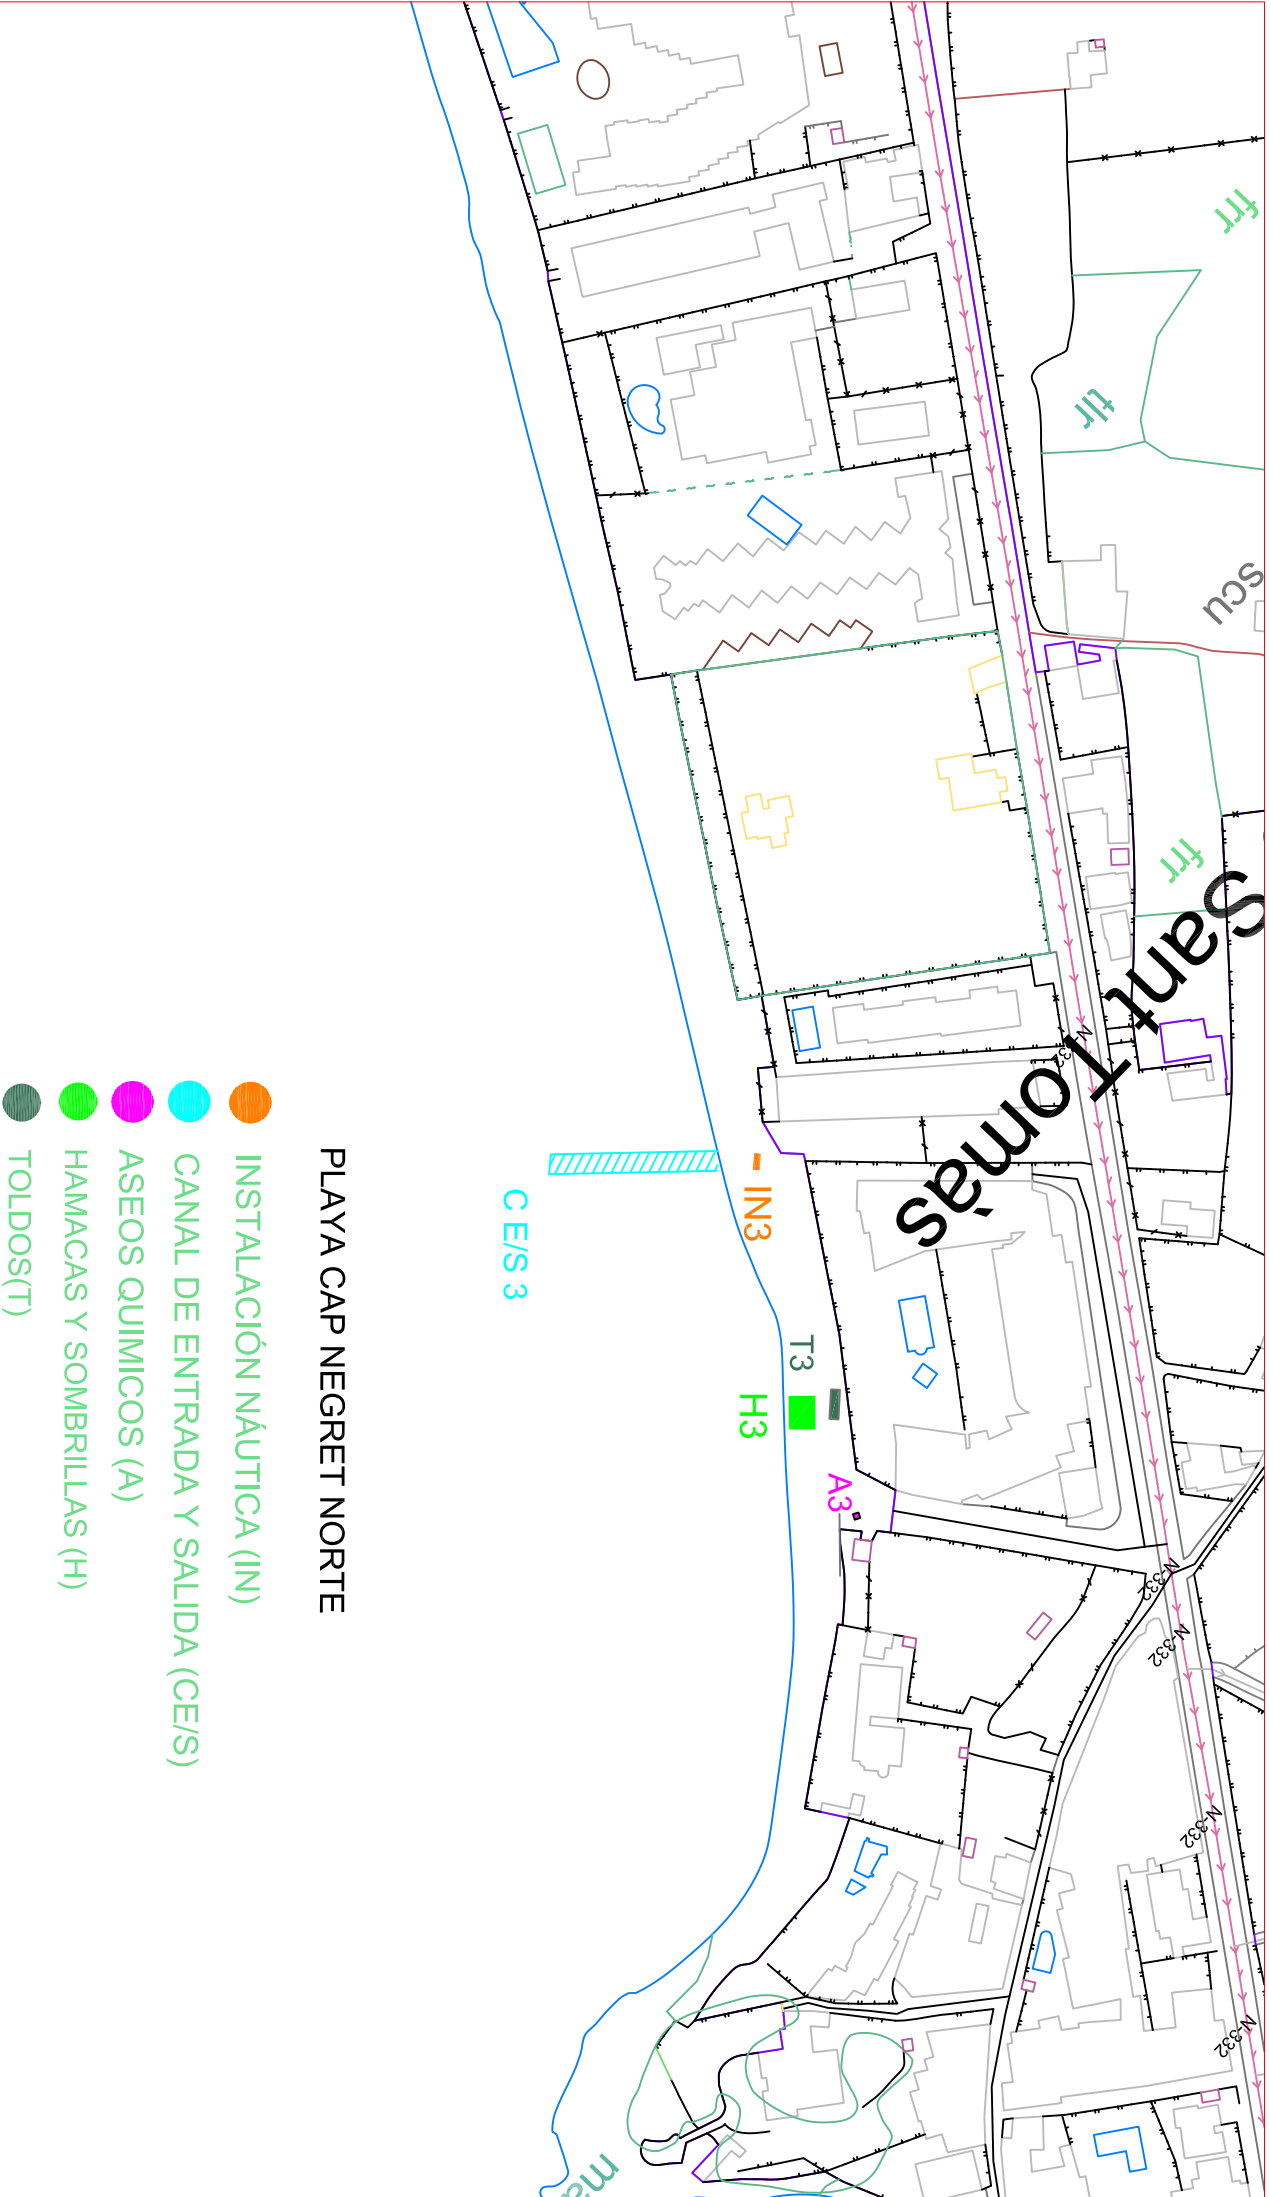 PLAYA CAP NEGRET NORTE
INSTALACIÓN NÁUTICA (IN)
CANAL DE ENTRADA Y SALIDA (CE/S)
ASEOS QUIMICOS (A)
HAMACAS Y SOMBRILLAS (H)
TOLDOS(T)
frr
tlr
scu
frr
Sant Tomàs
IN3
C E/S 3
T3
H3
A3
N-332
N-332
N-332
N-332
ma